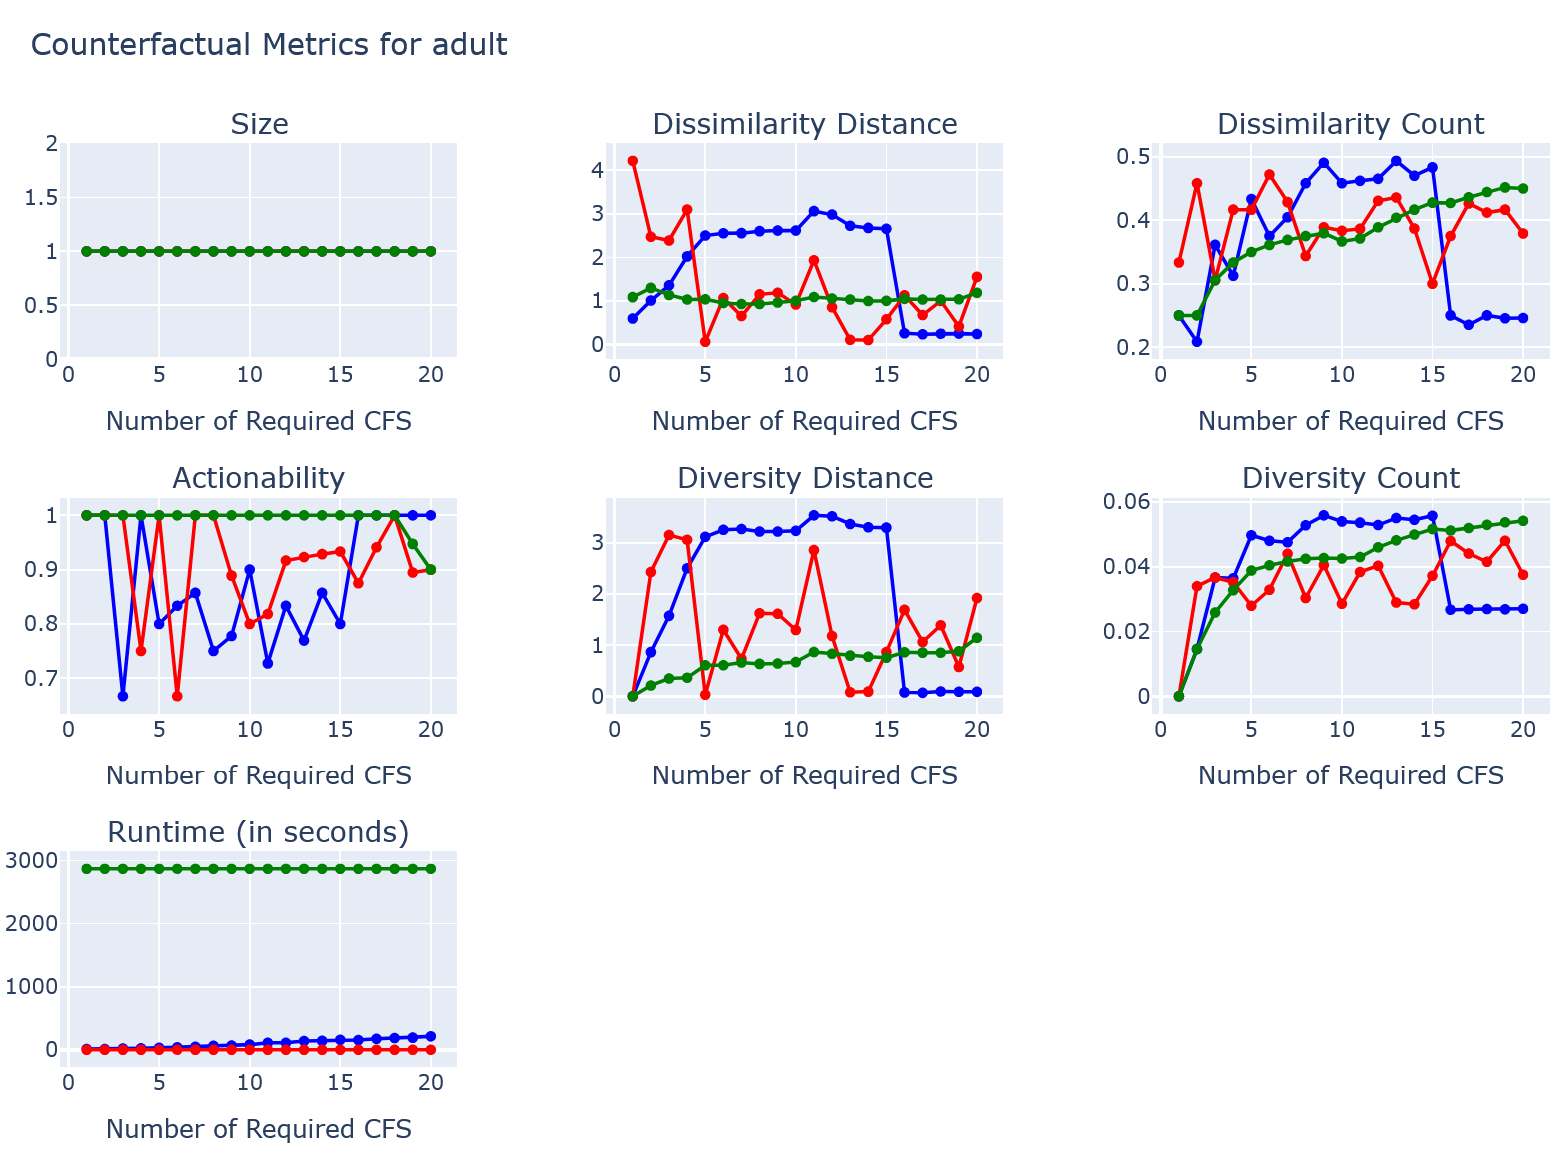 Counterfactual Metrics for adult
Size
Dissimilarity Distance
Dissimilarity Count
2
1.5
1
0.5
0
0 5 10 15 20
4
3
2
1
0
0 5 10 15 20
0.5
0.4
0.3
0.2
0 5 10 15 20
Number of Required CFS
Number of Required CFS
Number of Required CFS
Actionability
Diversity Distance
Diversity Count
1
0.9
0.8
0.7
0 5 10 15 20
3
2
1
0
0 5 10 15 20
0.06
0.04
0.02
0
0 5 10 15 20
Number of Required CFS
Number of Required CFS
Number of Required CFS
Runtime (in seconds)
3000
2000
1000
0
0 5 10 15 20
Number of Required CFS